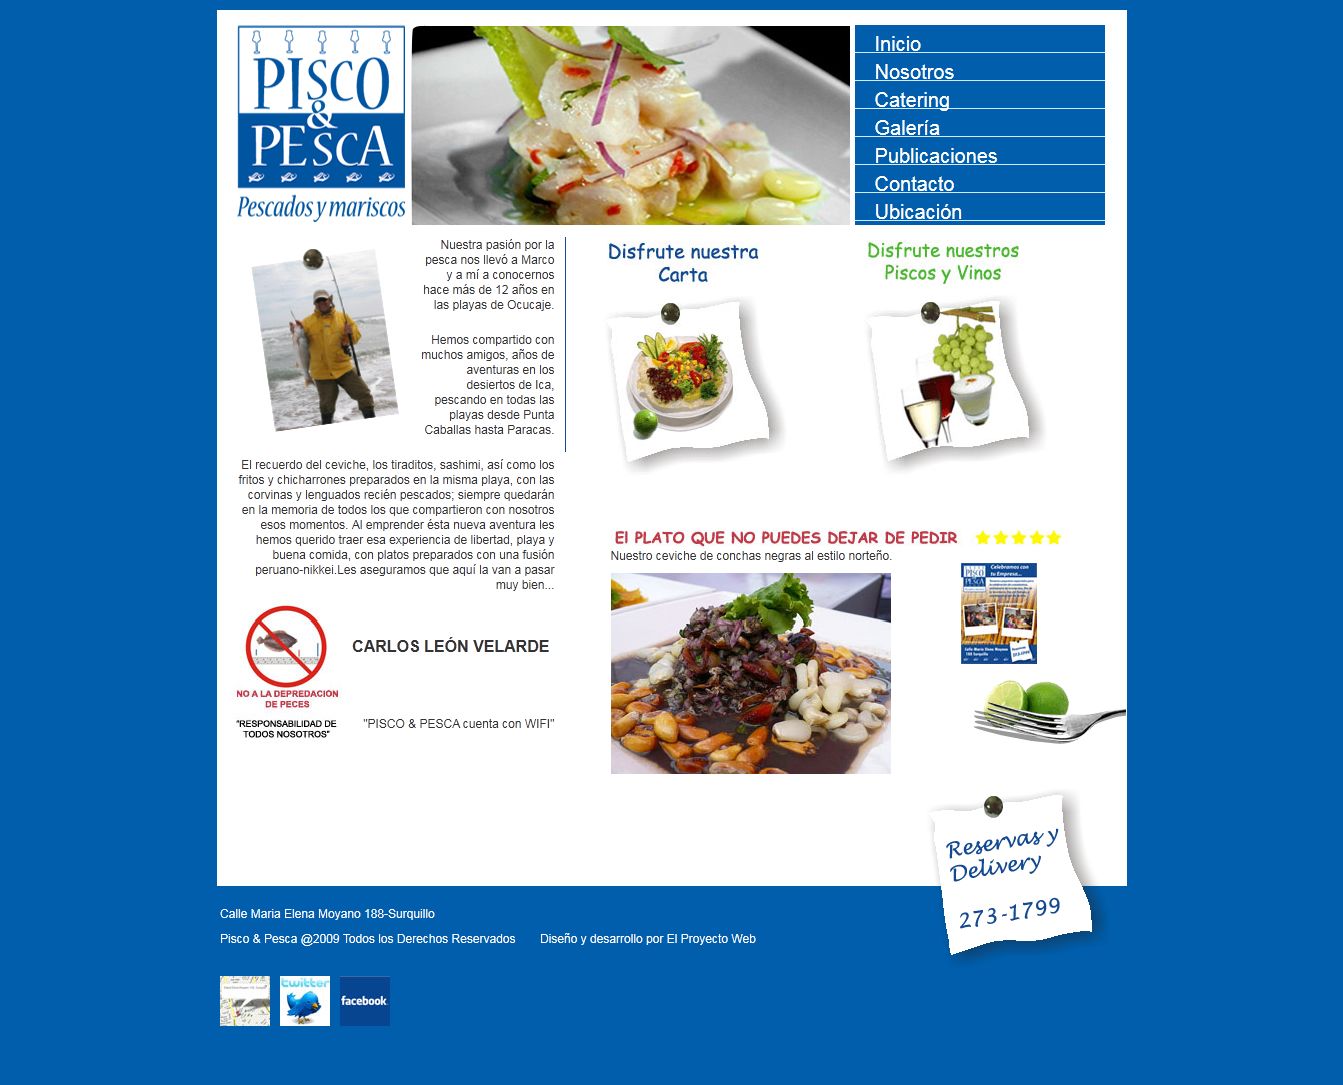 PISCO
&
PESCA
Pescados y mariscos
Inicio
Nosotros
Catering
Galería
Publicaciones
Contacto
Ubicación
Nuestra pasión por la
pesca nos llevó a Marco
y a mí a conocernos
hace más de 12 años en
las playas de Ocucaje.
Hemos compartido con
muchos amigos, años de
aventuras en los
desiertos de Ica,
pescando en todas las
playas desde Punta
Caballas hasta Paracas.
El recuerdo del ceviche, los tiraditos, sashimi, así como los
fritos y chicharrones preparados en la misma playa, con las
corvinas y lenguados recién pescados; siempre quedarán
en la memoria de todos los que compartieron con nosotros
esos momentos. Al emprender ésta nueva aventura les
hemos querido traer esa experiencia de libertad, playa y
buena comida, con platos preparados con una fusión
peruano-nikkei.Les aseguramos que aquí la van a pasar
muy bien...
CARLOS LEÓN VELARDE
NO A LA DEPREDACION
DE PECES
"RESPONSABILIDAD DE
TODOS NOSOTROS"
"PISCO & PESCA cuenta con WIFI"
Disfrute nuestra
Carta
Disfrute nuestros
Piscos y Vinos
El PLATO QUE NO PUEDES DEJAR DE PEDIR
Nuestro ceviche de conchas negras al estilo norteño.
Celebramos con
tu Empresa...
PISCO
PESCA
Calle María Elena Moyano
188 Surquillo
Reservas y
Delivery
273-1799
Calle Maria Elena Moyano 188-Surquillo
Pisco & Pesca @2009 Todos los Derechos Reservados Diseño y desarrollo por El Proyecto Web
twitter
facebook